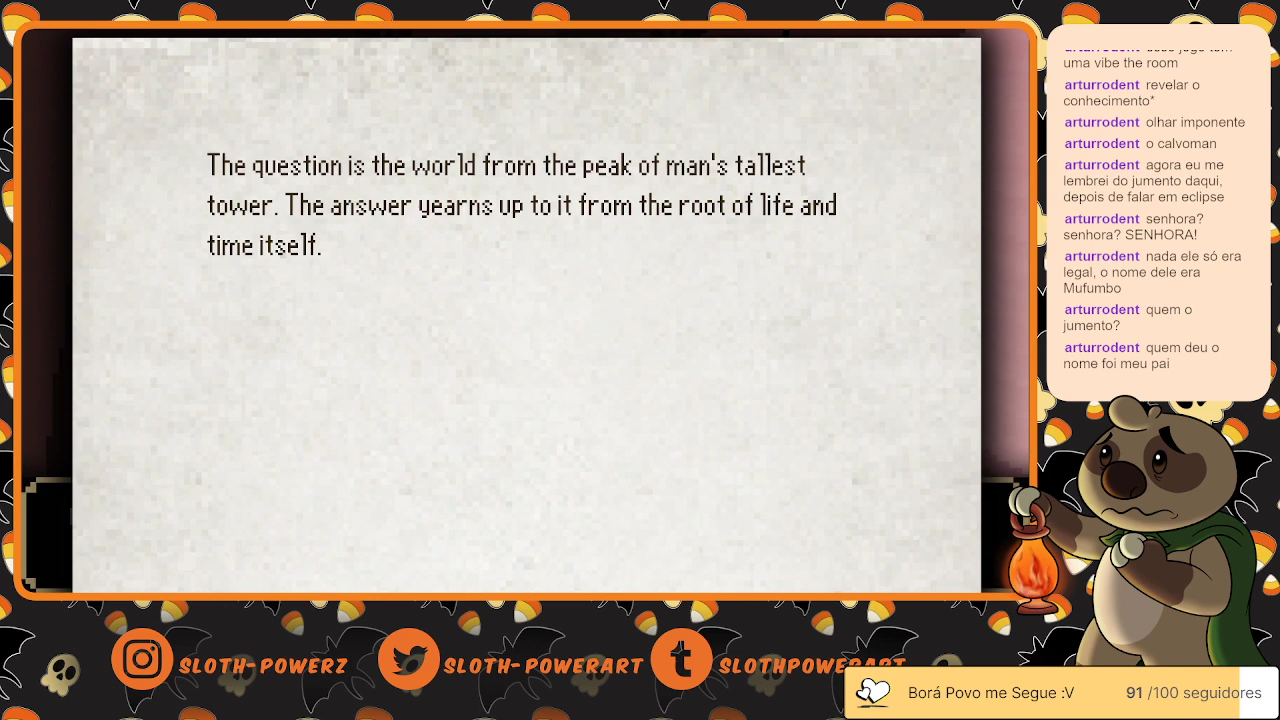 The question is the world from the peak of man's tallest
tower. The answer yearns up to it from the root of life and
time itself.
uma vibe the room
arturrodent revelar o
conhecimento*
arturrodent olhar imponente
arturrodent o calvoman
arturrodent agora eu me
lembrei do jumento daqui,
depois de falar em eclipse
arturrodent senhora?
senhora? SENHORA!
arturrodent nada ele só era
legal, o nome dele era
Mufumbo
arturrodent quem o
jumento?
arturrodent quem deu o
nome foi meu pai
SLOTH-POWERZ
SLOTH-POWERART
SLOTHPOWERART
Borá Povo me Segue :V
91 /100 seguidores